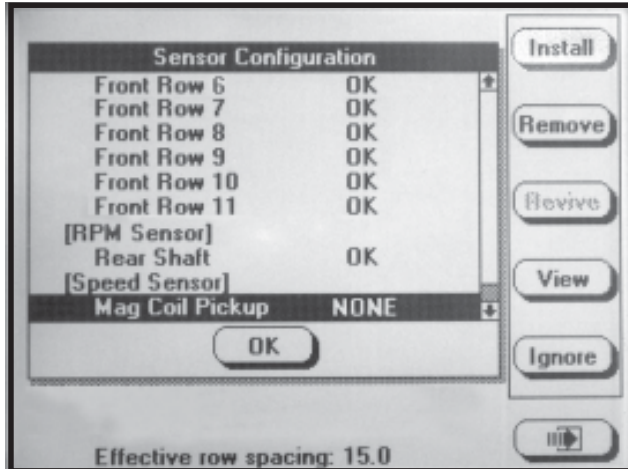 Sensor Configuration
Front Row 6 OK
Front Row 7 OK
Front Row 8 OK
Front Row 9 OK
Front Row 10 OK
Front Row 11 OK
[RPM Sensor]
Rear Shaft OK
[Speed Sensor]
Mag Coil Pickup NONE
OK
Effective row spacing: 15.0
Install
Remove
Revive
View
Ignore